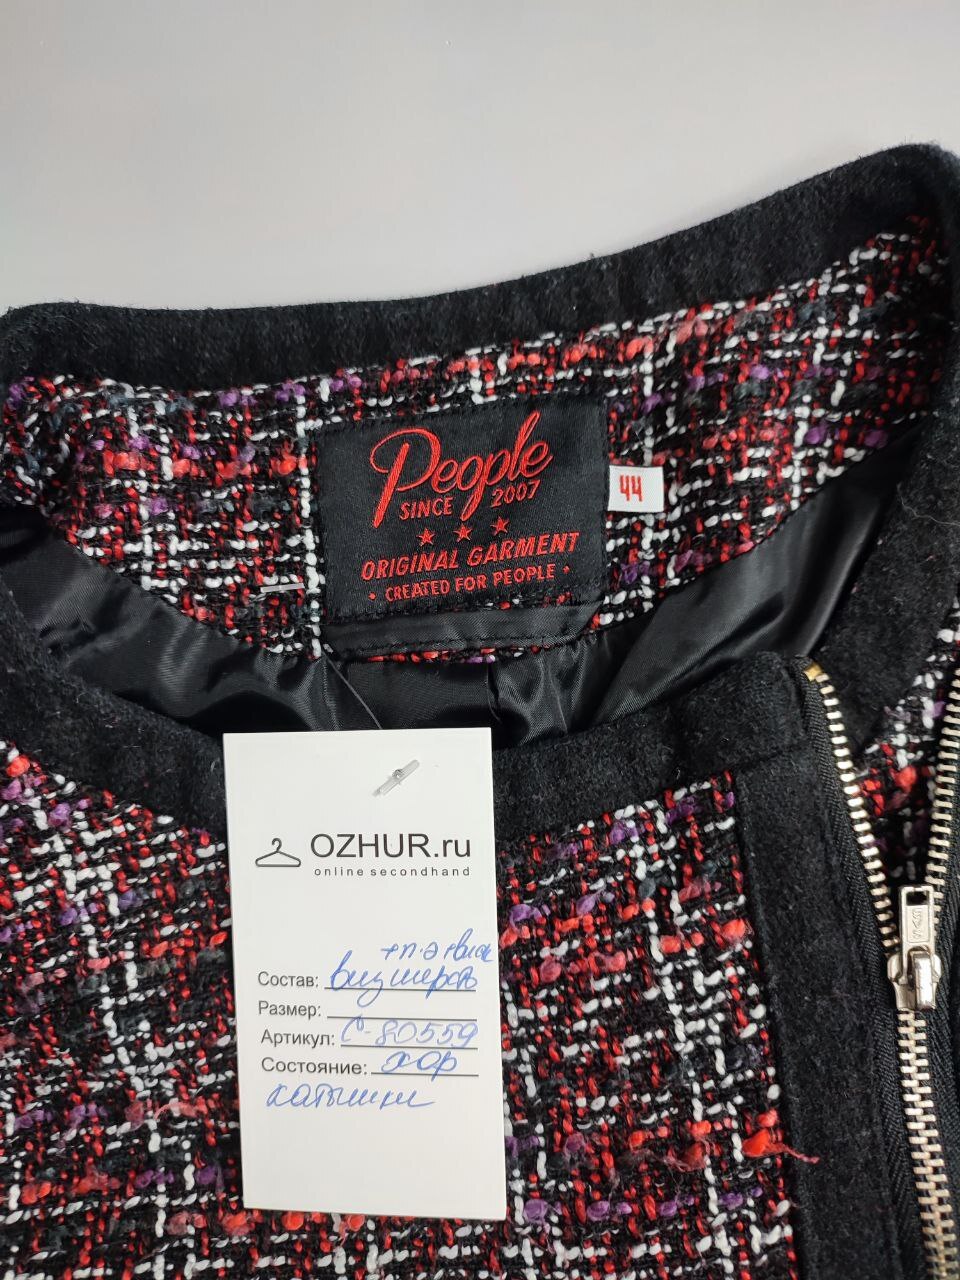 People
SINCE 2007
ORIGINAL GARMENT
• CREATED FOR PEOPLE •
44
OZHUR.ru
online secondhand
+п.э+виск
Состав: виз шерсть
Размер:
Артикул: С-80559
Состояние: хор
катышки